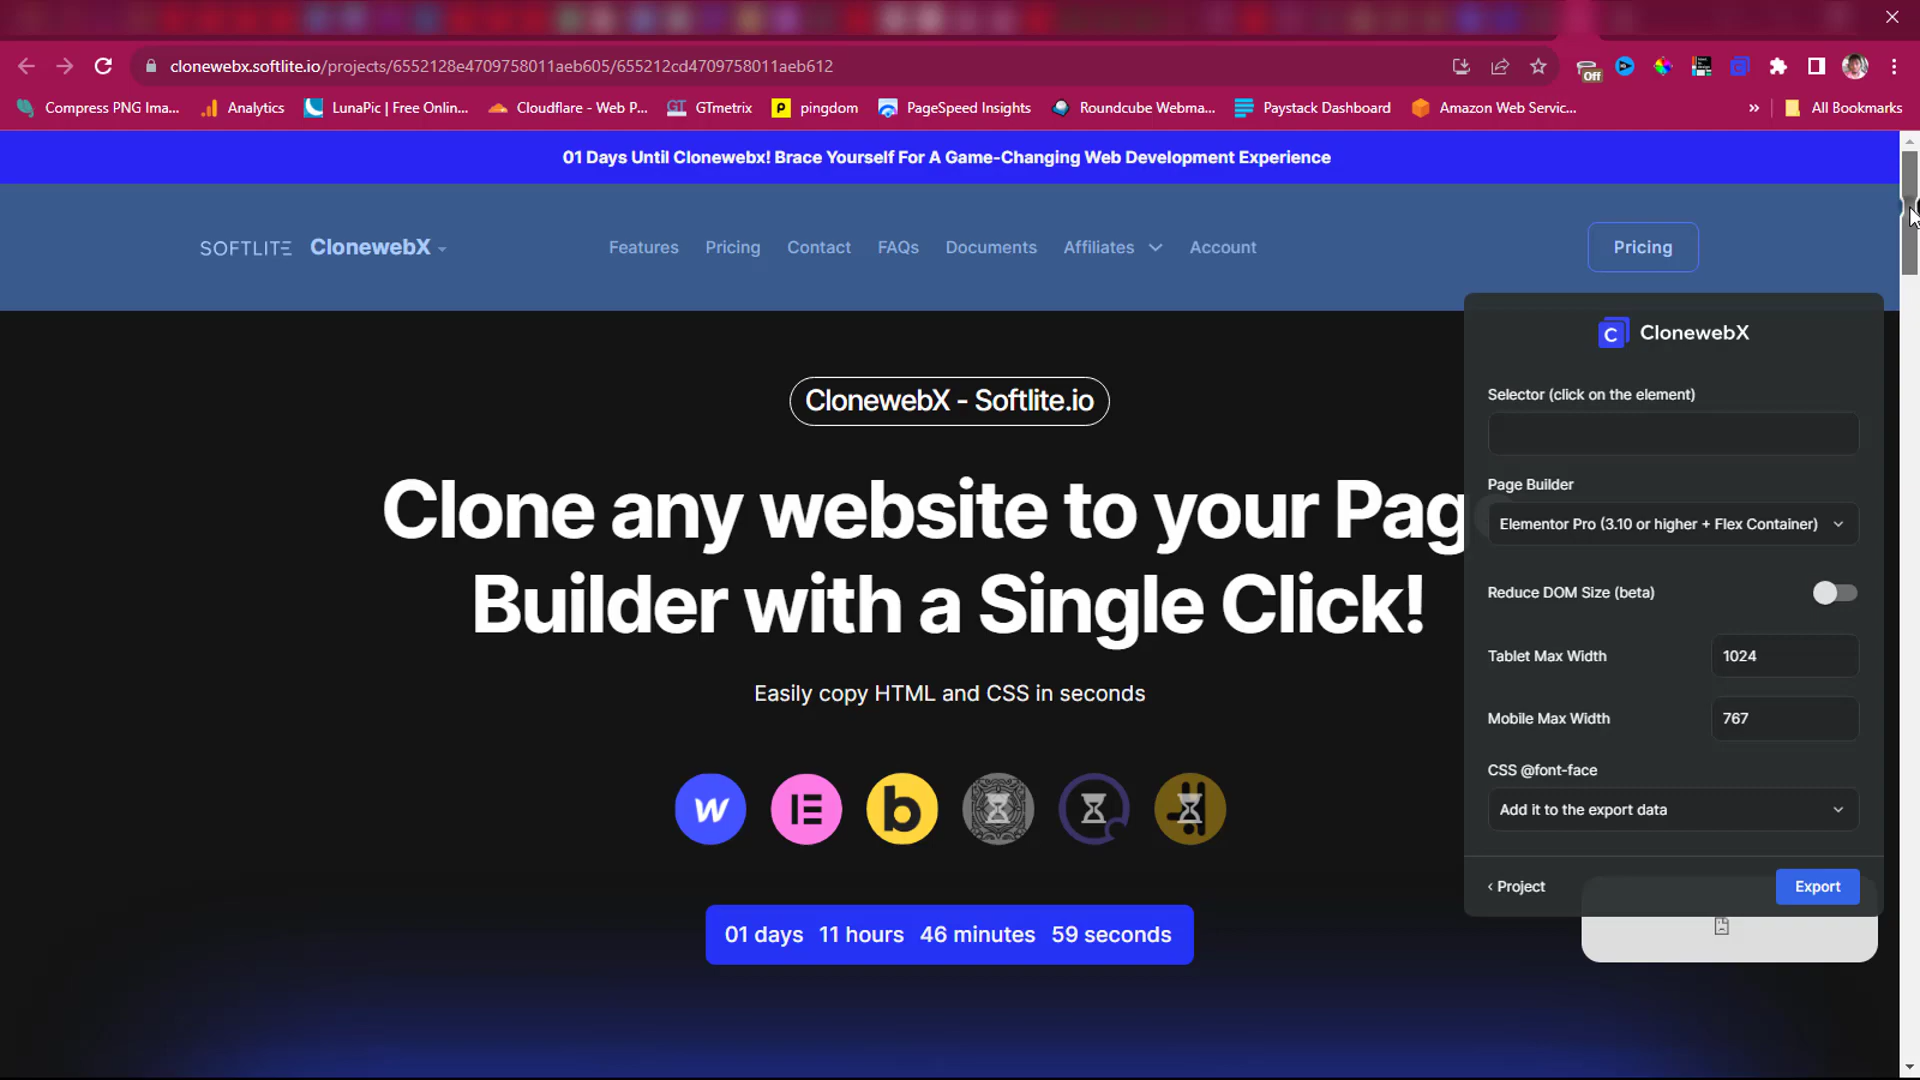 clonewebx.softlite.io/projects/6552128e4709758011aeb605/655212cd4709758011aeb612
Off
Compress PNG Ima...
Analytics
LunaPic | Free Onlin...
Cloudflare - Web P...
GT
GTmetrix
pingdom
PageSpeed Insights
Roundcube Webma...
Paystack Dashboard
Amazon Web Servic...
»
All Bookmarks
01 Days Until Clonewebx! Brace Yourself For A Game-Changing Web Development Experience
SOFTLITE ClonewebX
Features
Pricing
Contact
FAQs
Documents
Affiliates
Account
Pricing
ClonewebX - Softlite.io
Clone any website to your Pag
Builder with a Single Click!
Easily copy HTML and CSS in seconds
01 days 11 hours 46 minutes 59 seconds
C ClonewebX
Selector (click on the element)
Page Builder
Elementor Pro (3.10 or higher + Flex Container)
Reduce DOM Size (beta)
Tablet Max Width
1024
Mobile Max Width
767
CSS @font-face
Add it to the export data
‹ Project
Export